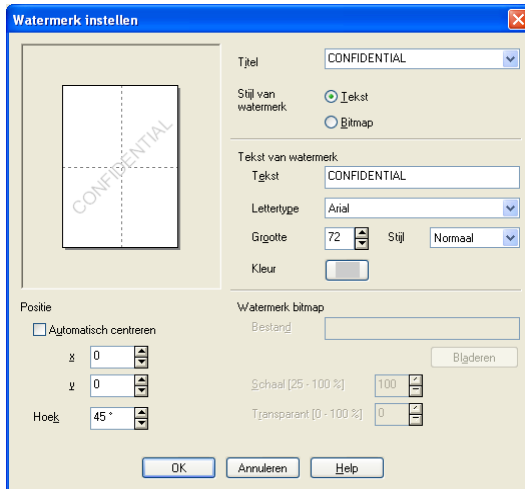 Watermerk instellen
CONFIDENTIAL
Titel CONFIDENTIAL
Stijl van watermerk
Tekst
Bitmap
Tekst van watermerk
Tekst CONFIDENTIAL
Lettertype Arial
Grootte 72 Stijl Normaal
Kleur
Positie
Automatisch centreren
x 0
y 0
Hoek 45 °
Watermerk bitmap
Bestand
Bladeren
Schaal [25 - 100 %] 100
Transparant [0 - 100 %] 0
OK Annuleren Help